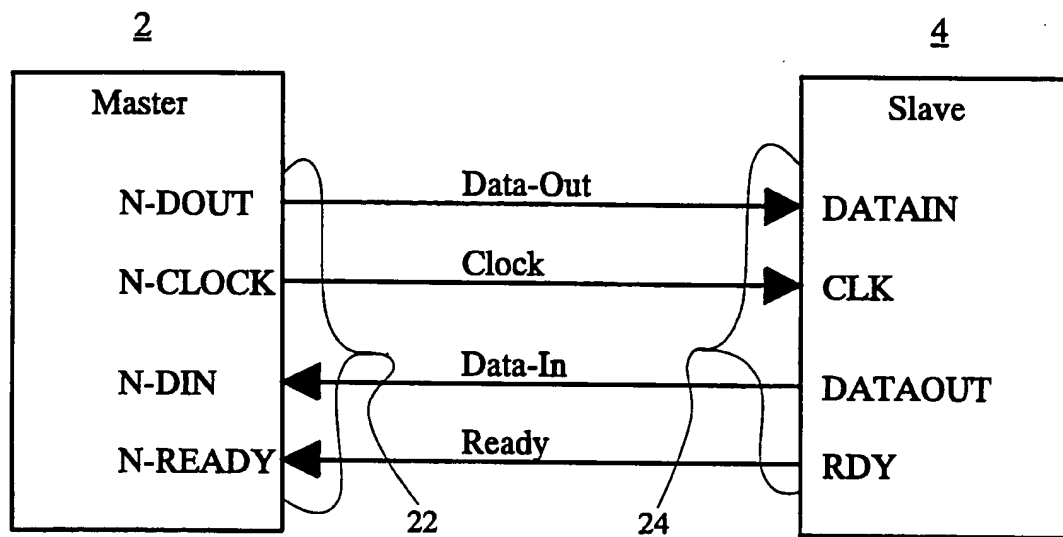 2
4
Master
Slave
N-DOUT
Data-Out
DATAIN
N-CLOCK
Clock
CLK
N-DIN
Data-In
DATAOUT
N-READY
Ready
RDY
22
24